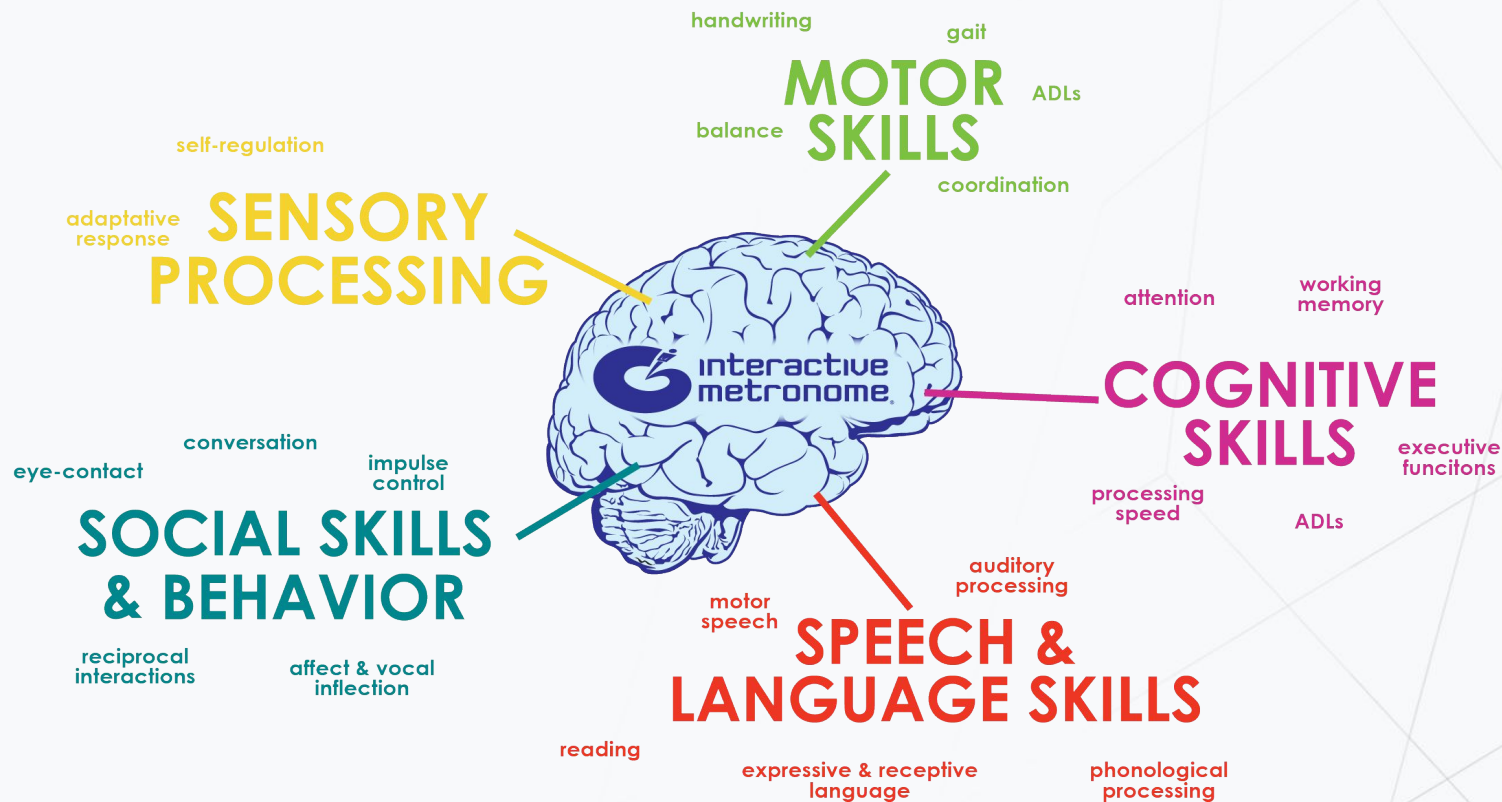 handwriting
gait
MOTOR
SKILLS
ADLs
balance
coordination
self-regulation
adaptative
response
SENSORY
PROCESSING
interactive
metronome®
attention
working
memory
COGNITIVE
SKILLS
executive
funcitons
processing
speed
ADLs
conversation
eye-contact
impulse
control
SOCIAL SKILLS
& BEHAVIOR
reciprocal
interactions
affect & vocal
inflection
auditory
processing
motor
speech
SPEECH &
LANGUAGE SKILLS
reading
expressive & receptive
language
phonological
processing